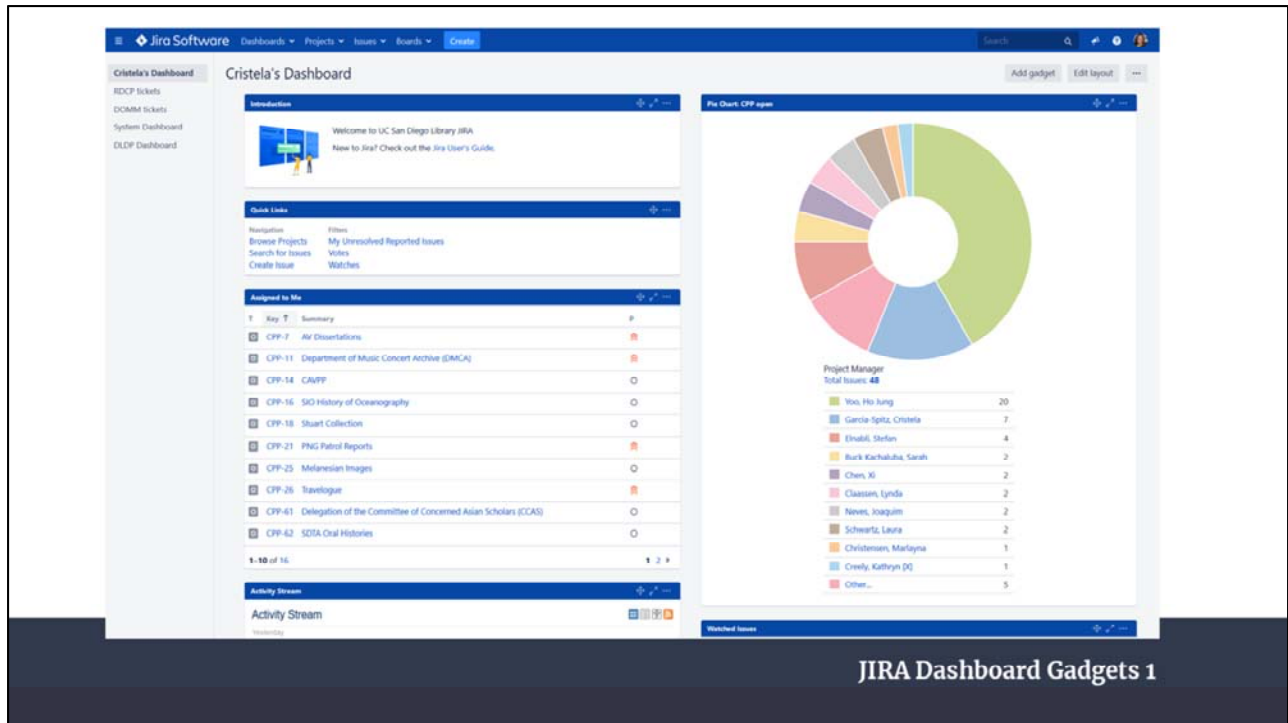 Jira Software Dashboards Projects Issues Boards Create Search
Cristela's Dashboard
RDCP tickets
DOMM tickets
System Dashboard
DLDP Dashboard
Cristela's Dashboard
Add gadget Edit layout
Introduction
Welcome to UC San Diego Library JIRA
New to Jira? Check out the Jira User's Guide.
Quick Links
Navigation Filters
Browse Projects My Unresolved Reported Issues
Search for Issues Votes
Create Issue Watches
Assigned to Me
T Key Summary P
CPP-7 AV Dissertations
CPP-11 Department of Music Concert Archive (DMCA)
CPP-14 CAVPP
CPP-16 SIO History of Oceanography
CPP-18 Stuart Collection
CPP-21 PNG Patrol Reports
CPP-25 Melanesian Images
CPP-26 Travelogue
CPP-61 Delegation of the Committee of Concerned Asian Scholars (CCAS)
CPP-62 SDTA Oral Histories
1-10 of 16 1 2
Activity Stream
Activity Stream
Yesterday
Pie Chart: CPP open
Project Manager
Total Issues: 48
Yoo, Ho Jung 20
Garcia-Spitz, Cristela 7
Elnabli, Stefan 4
Buck Kachaluba, Sarah 2
Chen, Xi 2
Claassen, Lynda 2
Neves, Joaquim 2
Schwartz, Laura 2
Christensen, Marlayna 1
Creely, Kathryn [X] 1
Other... 5
Watched Issues
JIRA Dashboard Gadgets 1